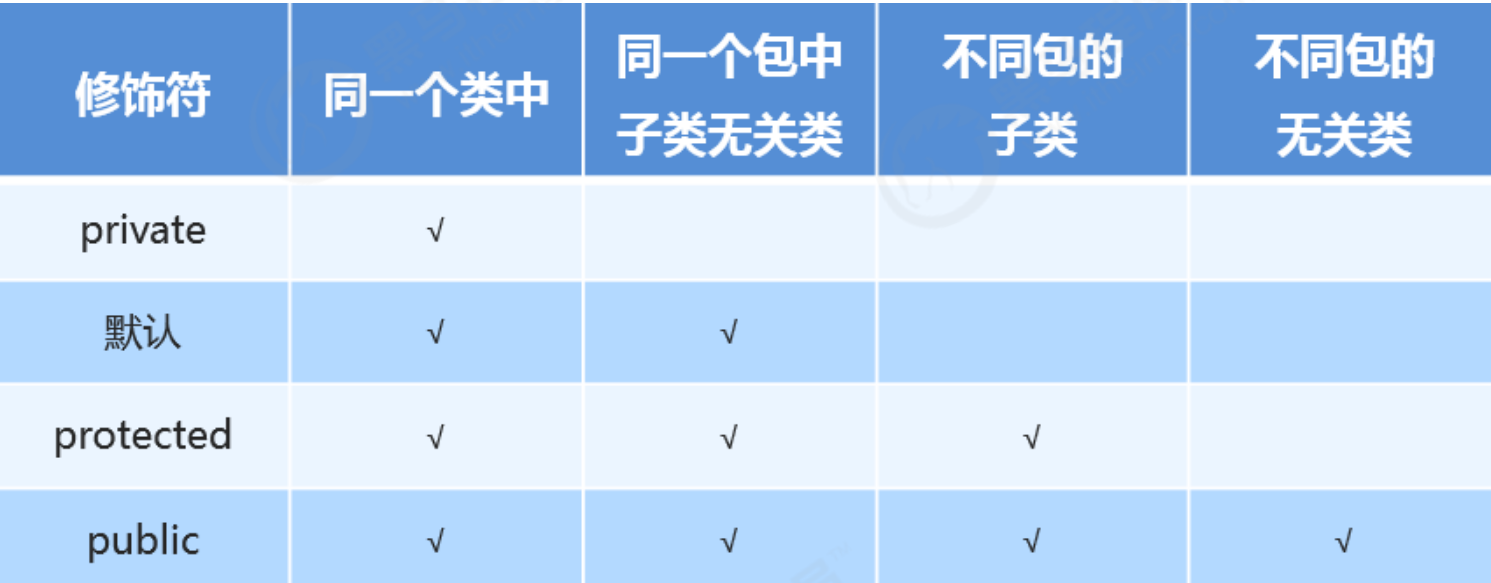 修饰符 同一个类中 同一个包中 不同包的 不同包的
子类无关类 子类 无关类
private √
默认 √ √
protected √ √ √
public √ √ √ √